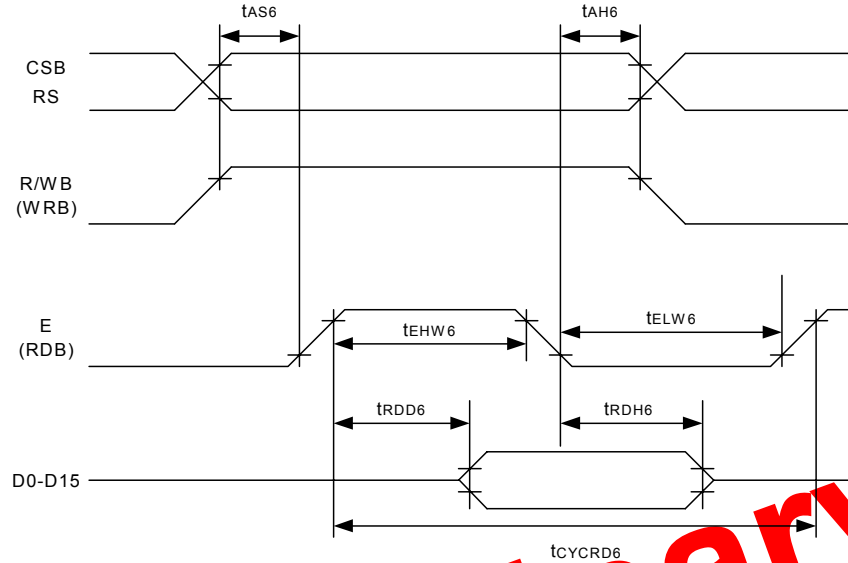 tAS6
tAH6
CSB
RS
R/WB
(WRB)
E
(RDB)
tEHW6
tELW6
tRDD6
tRDH6
D0-D15
tCYCRD6